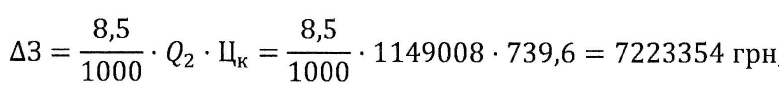 ΔЗ = 8,5/1000 · Q₂ · Цк = 8,5/1000 · 1149008 · 739,6 = 7223354 грн,